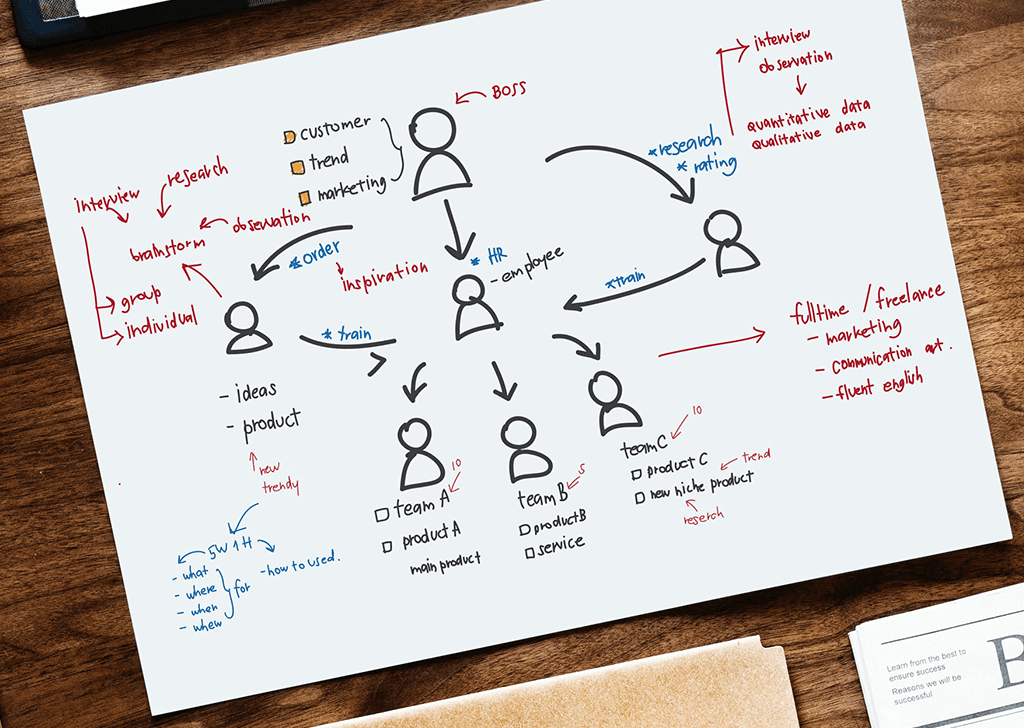 BOSS
customer
trend
marketing
interview
observation
quantitative data
qualitative data
*research
* rating
research
interview
observation
brainstorm
group
individual
*order
inspiration
* HR
- employee
*train
* train
fulltime / freelance
- marketing
- communication art.
- fluent english
- ideas
- product
new
trendy
5W 1H
- what
- where
- when
- whew
for
- how to used.
10
team A
product A
main product
5
team B
product B
service
10
team C
product C
trend
new niche product
reserch
Learn from the best to
ensure success
Reasons we will be
successful
B